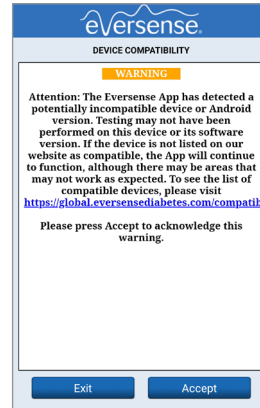 eversense.
DEVICE COMPATIBILITY
WARNING
Attention: The Eversense App has detected a
potentially incompatible device or Android
version. Testing may not have been
performed on this device or its software
version. If the device is not listed on our
website as compatible, the App will continue
to function, although there may be areas that
may not work as expected. To see the list of
compatible devices, please visit
https://global.eversensediabetes.com/compatib
Please press Accept to acknowledge this
warning.
Exit
Accept